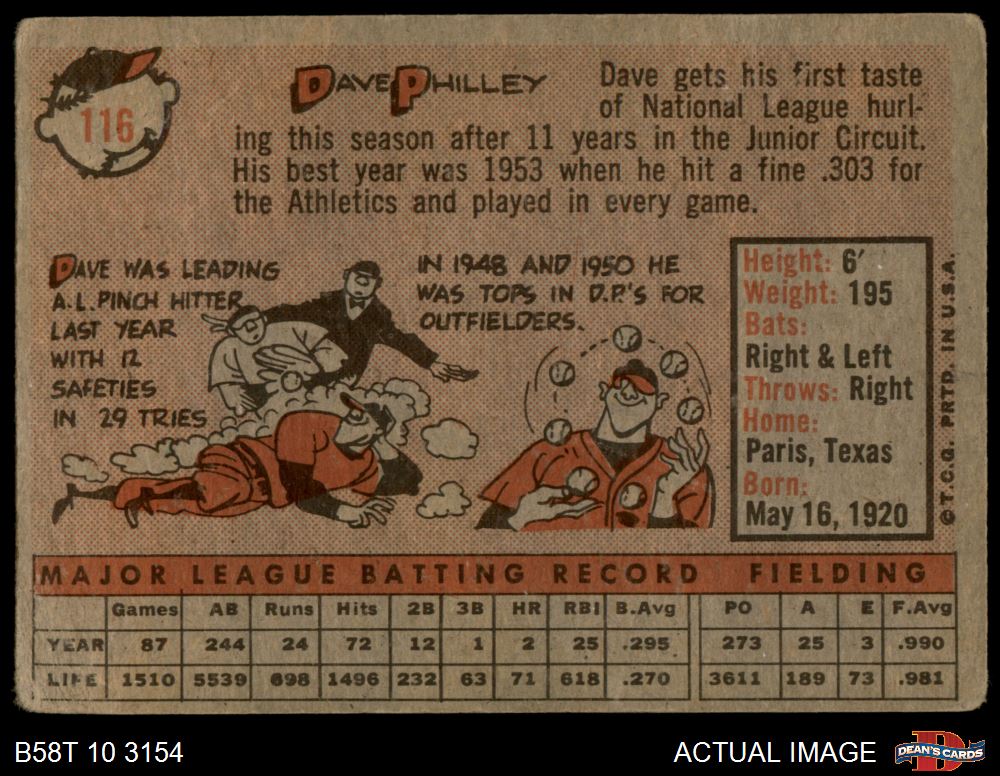 116
DAVE PHILLEY
Dave gets his first taste
of National League hurl-
ing this season after 11 years in the Junior Circuit.
His best year was 1953 when he hit a fine .303 for
the Athletics and played in every game.
DAVE WAS LEADING
A.L. PINCH HITTER
LAST YEAR
WITH 12
SAFETIES
IN 29 TRIES
IN 1948 AND 1950 HE
WAS TOPS IN D.P.'S FOR
OUTFIELDERS.
Height: 6'
Weight: 195
Bats:
Right & Left
Throws: Right
Home:
Paris, Texas
Born:
May 16, 1920
© T.C.G. PRTD. IN U.S.A.
MAJOR LEAGUE BATTING RECORD FIELDING
Games AB Runs Hits 2B 3B HR RBI B.Avg PO A E F.Avg
YEAR 87 244 24 72 12 1 2 25 .295 273 25 3 .990
LIFE 1510 5539 698 1496 232 63 71 618 .270 3611 189 73 .981
B58T 10 3154
ACTUAL IMAGE
DEAN'S CARDS